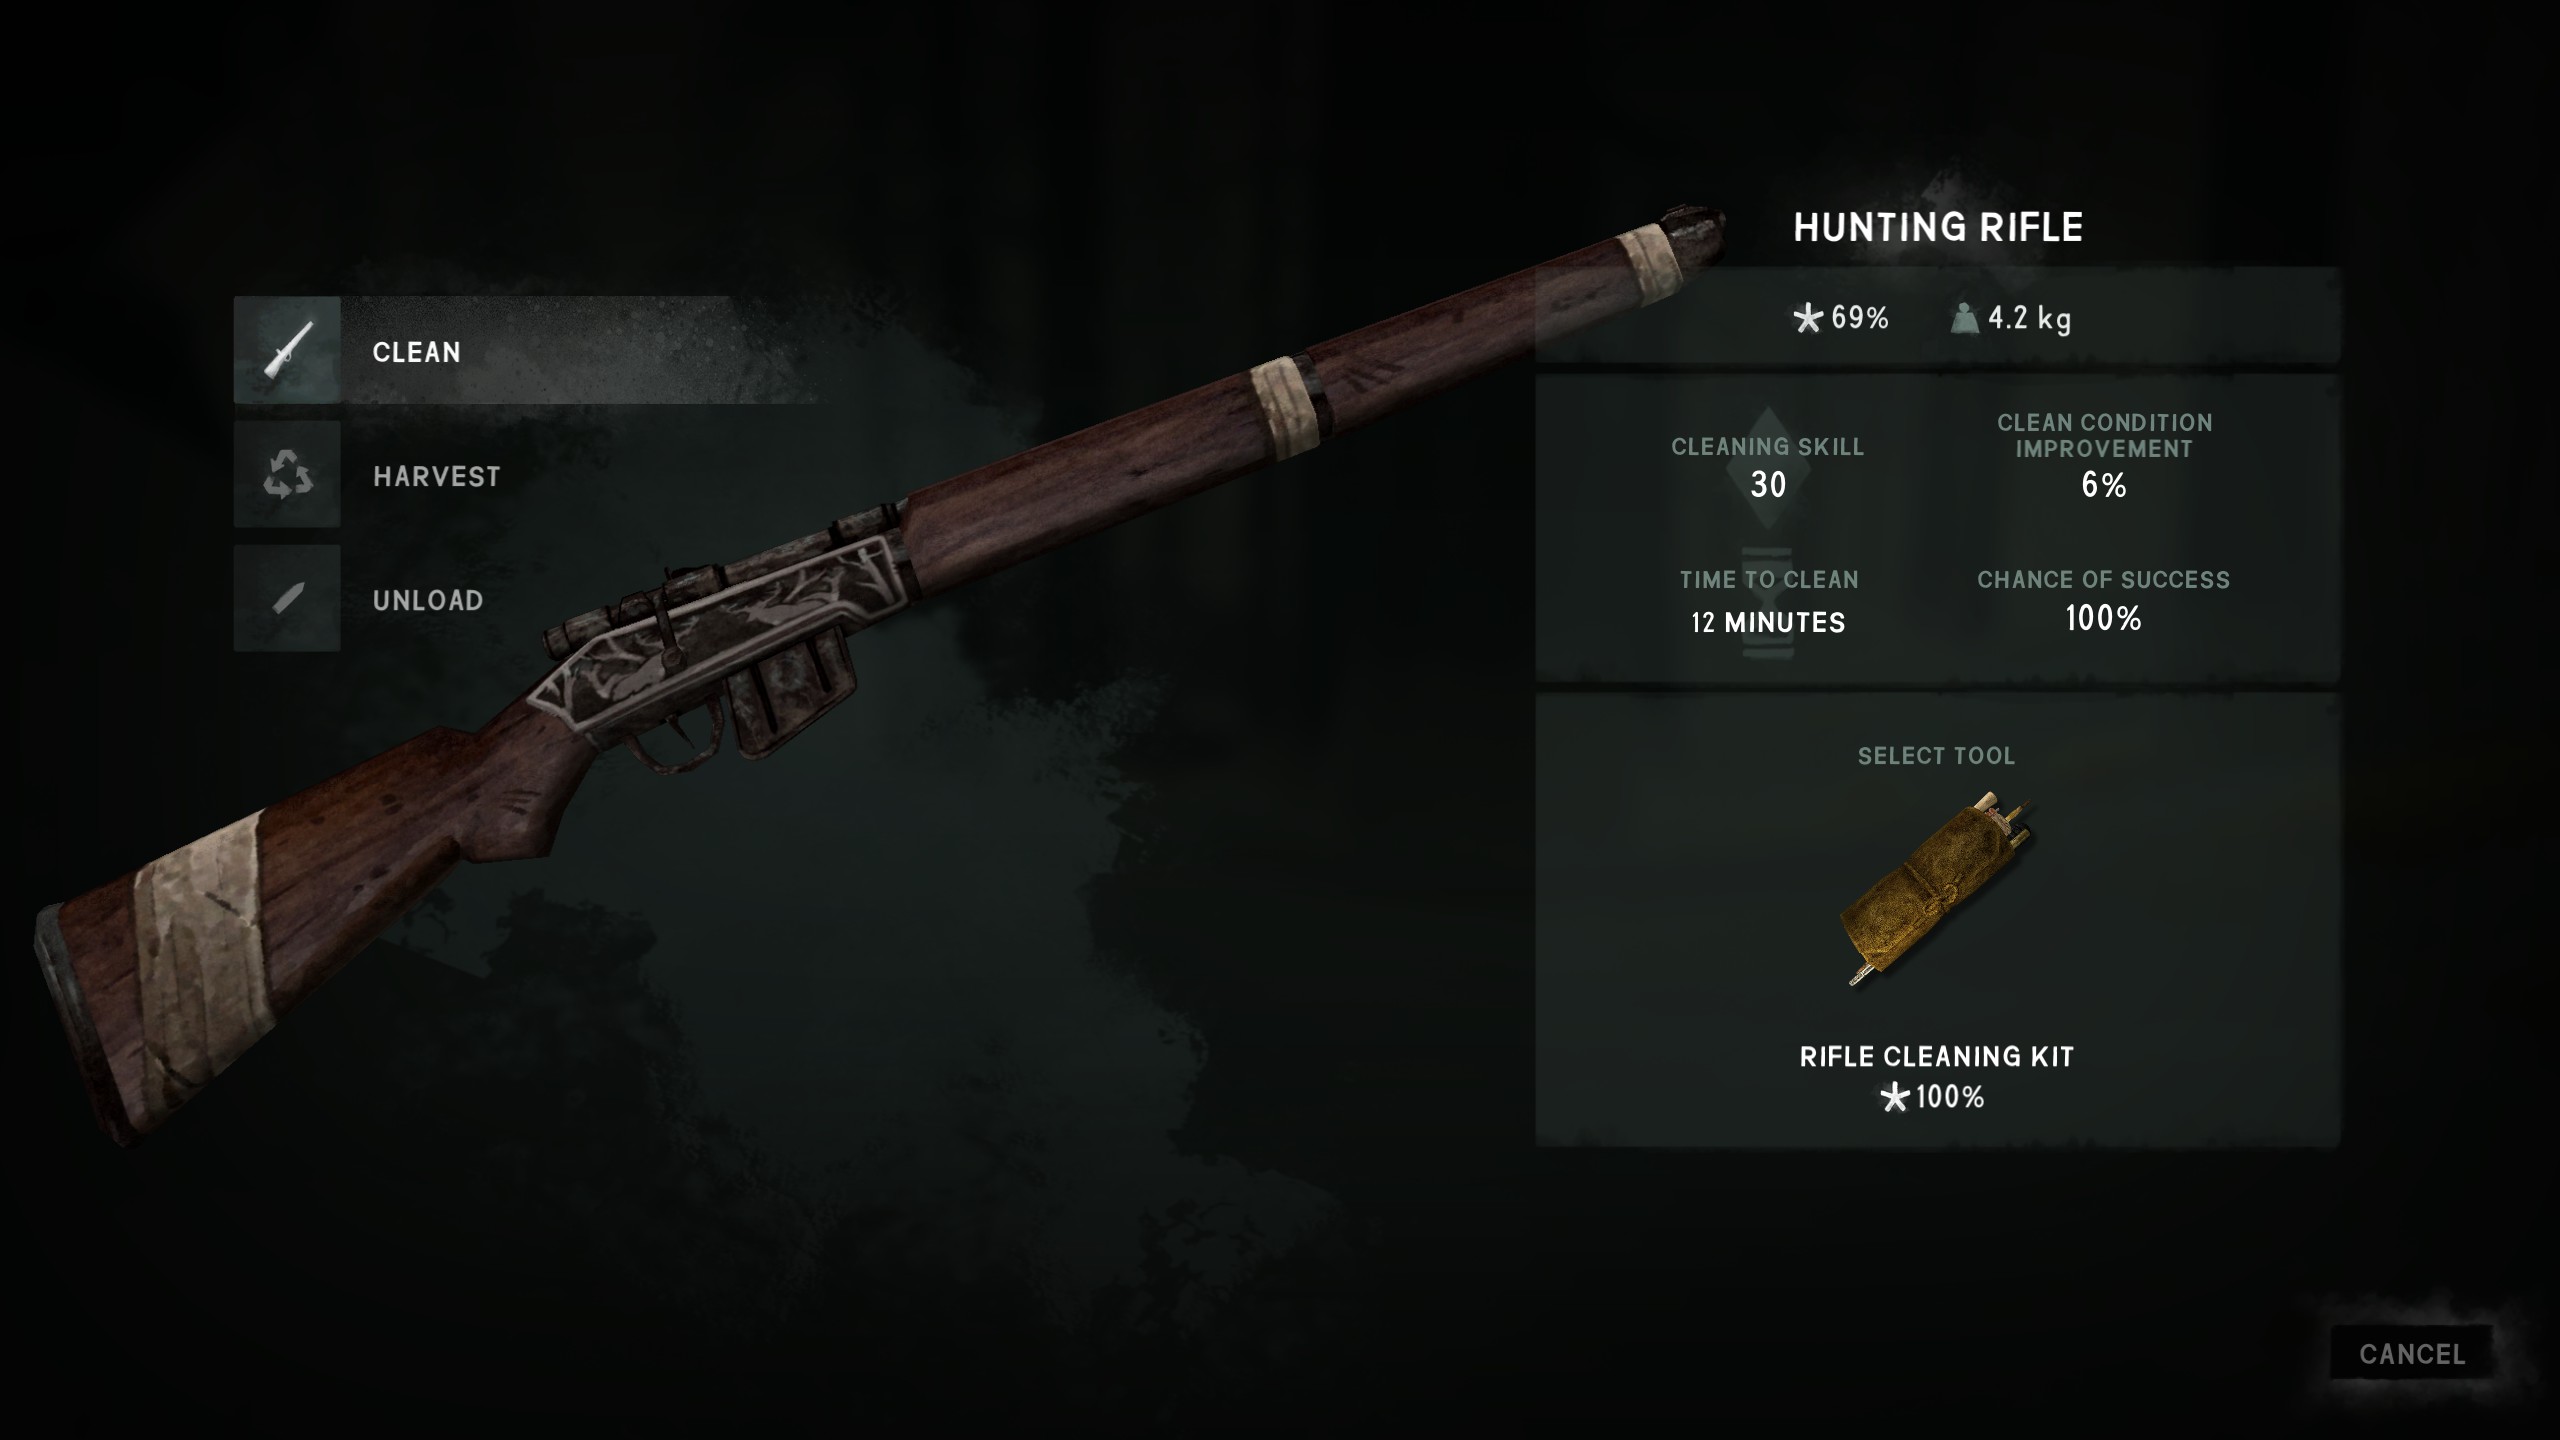 CLEAN
HARVEST
UNLOAD
HUNTING RIFLE
69% 4.2 kg
CLEANING SKILL
30
CLEAN CONDITION
IMPROVEMENT
6%
TIME TO CLEAN
12 MINUTES
CHANCE OF SUCCESS
100%
SELECT TOOL
RIFLE CLEANING KIT
100%
CANCEL